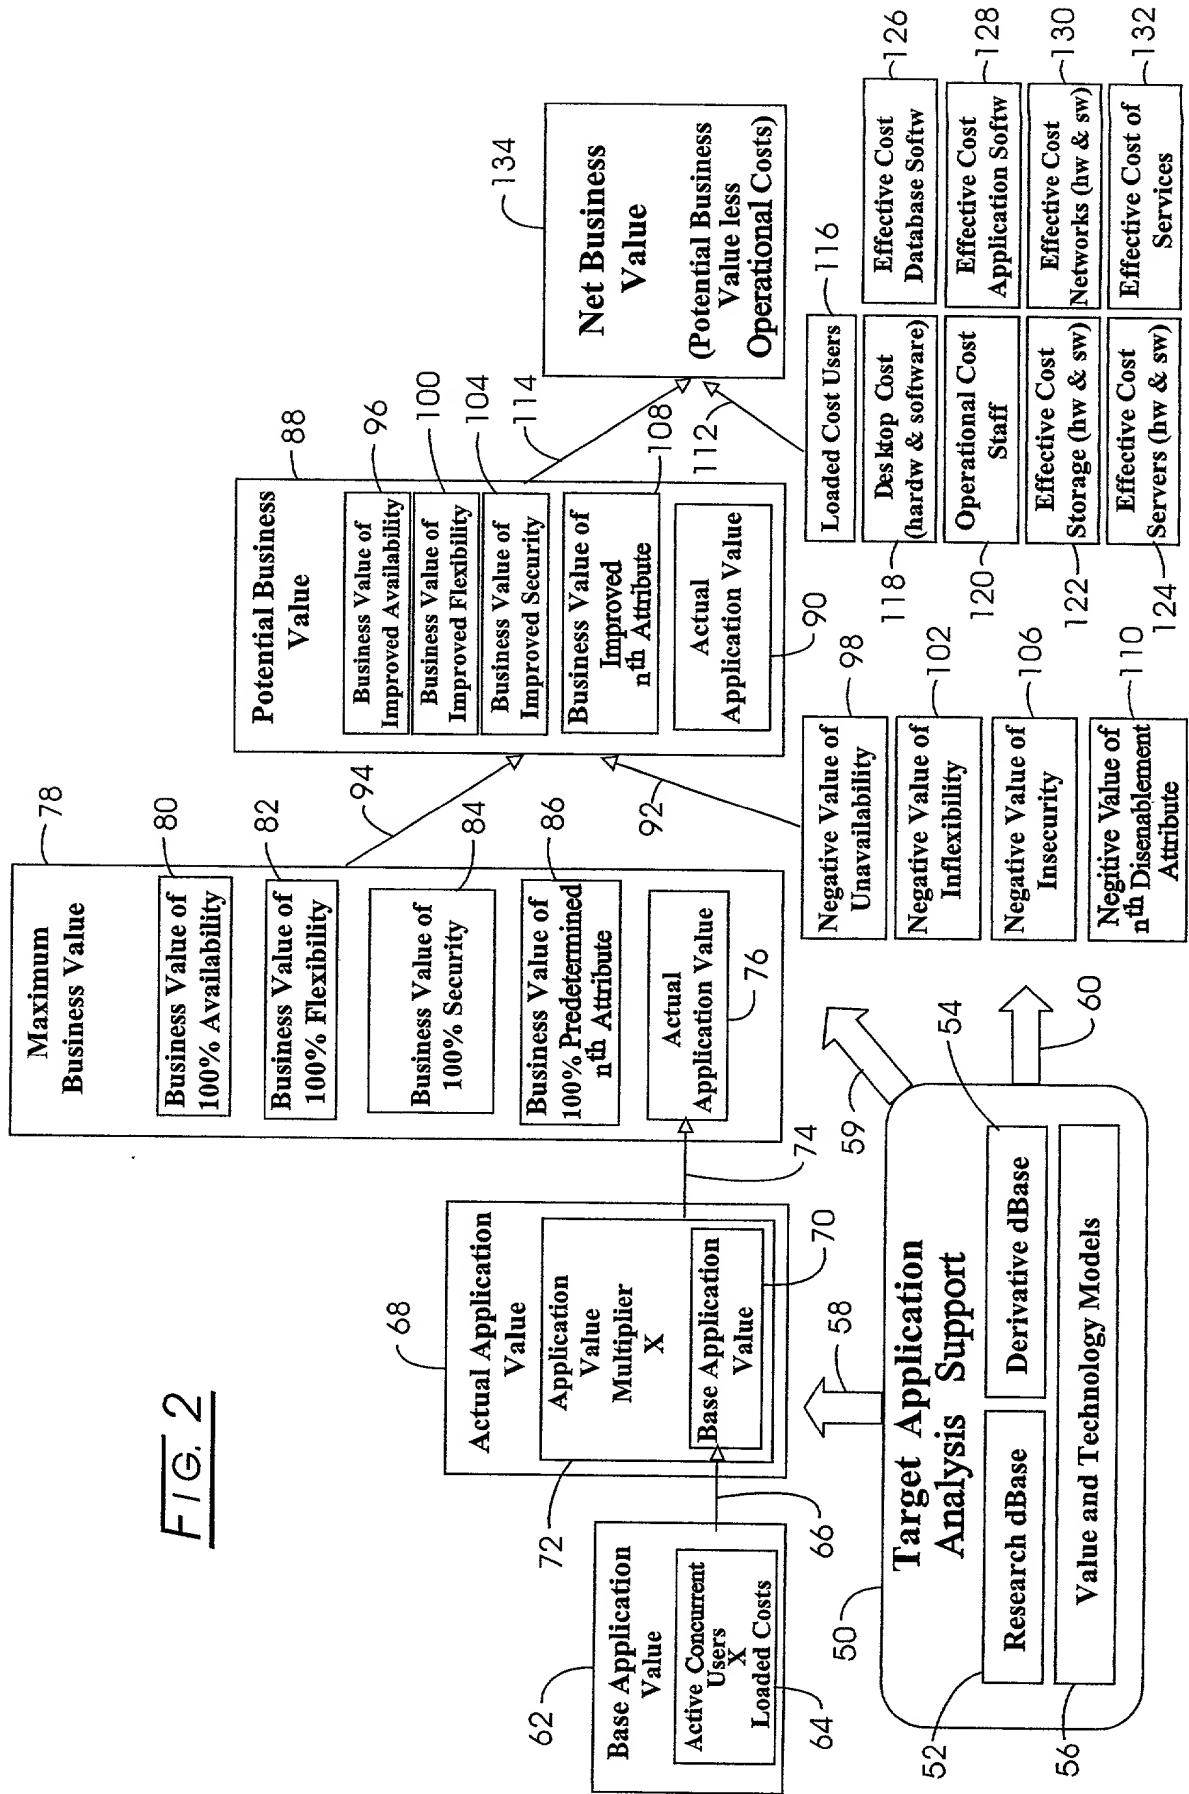 FIG. 2
62
Base Application
Value
Active Concurrent
Users
X
Loaded Costs
64
66
68
Actual Application
Value
72
Application
Value
Multiplier
X
Base Application
Value
70
74
78
Maximum
Business Value
80
Business Value of
100% Availability
82
Business Value of
100% Flexibility
84
Business Value of
100% Security
86
Business Value of
100% Predetermined
nth Attribute
Actual
Application Value
76
94
92
88
Potential Business
Value
96
Business Value of
Improved Availability
100
Business Value of
Improved Flexibility
104
Business Value of
Improved Security
108
Business Value of
Improved
nth Attribute
Actual
Application Value
90
114
112
134
Net Business
Value
(Potential Business
Value less
Operational Costs)
50
Target Application
Analysis Support
52
Research dBase
54
Derivative dBase
56
Value and Technology Models
58
59
60
98
Negative Value of
Unavailability
102
Negative Value of
Inflexibility
106
Negative Value of
Insecurity
110
Negitive Value of
nth Disenablement
Attribute
116
Loaded Cost Users
118
Desktop Cost
(hardw & software)
120
Operational Cost
Staff
122
Effective Cost
Storage (hw & sw)
124
Effective Cost
Servers (hw & sw)
126
Effective Cost
Database Softw
128
Effective Cost
Application Softw
130
Effective Cost
Networks (hw & sw)
132
Effective Cost of
Services